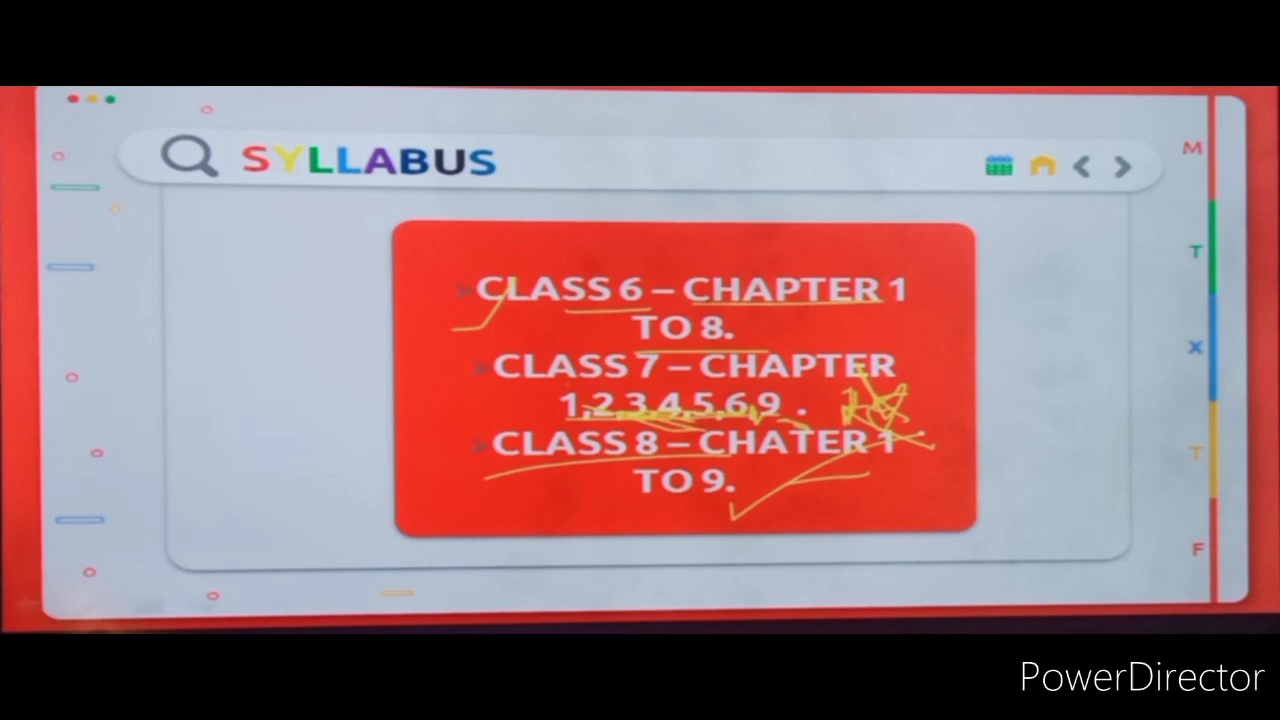 SYLLABUS
M
CLASS 6 – CHAPTER 1
TO 8.
T
CLASS 7 – CHAPTER
X
1,2,3,4,5,6,9 .
CLASS 8 – CHATER 1
T
TO 9.
F
PowerDirector